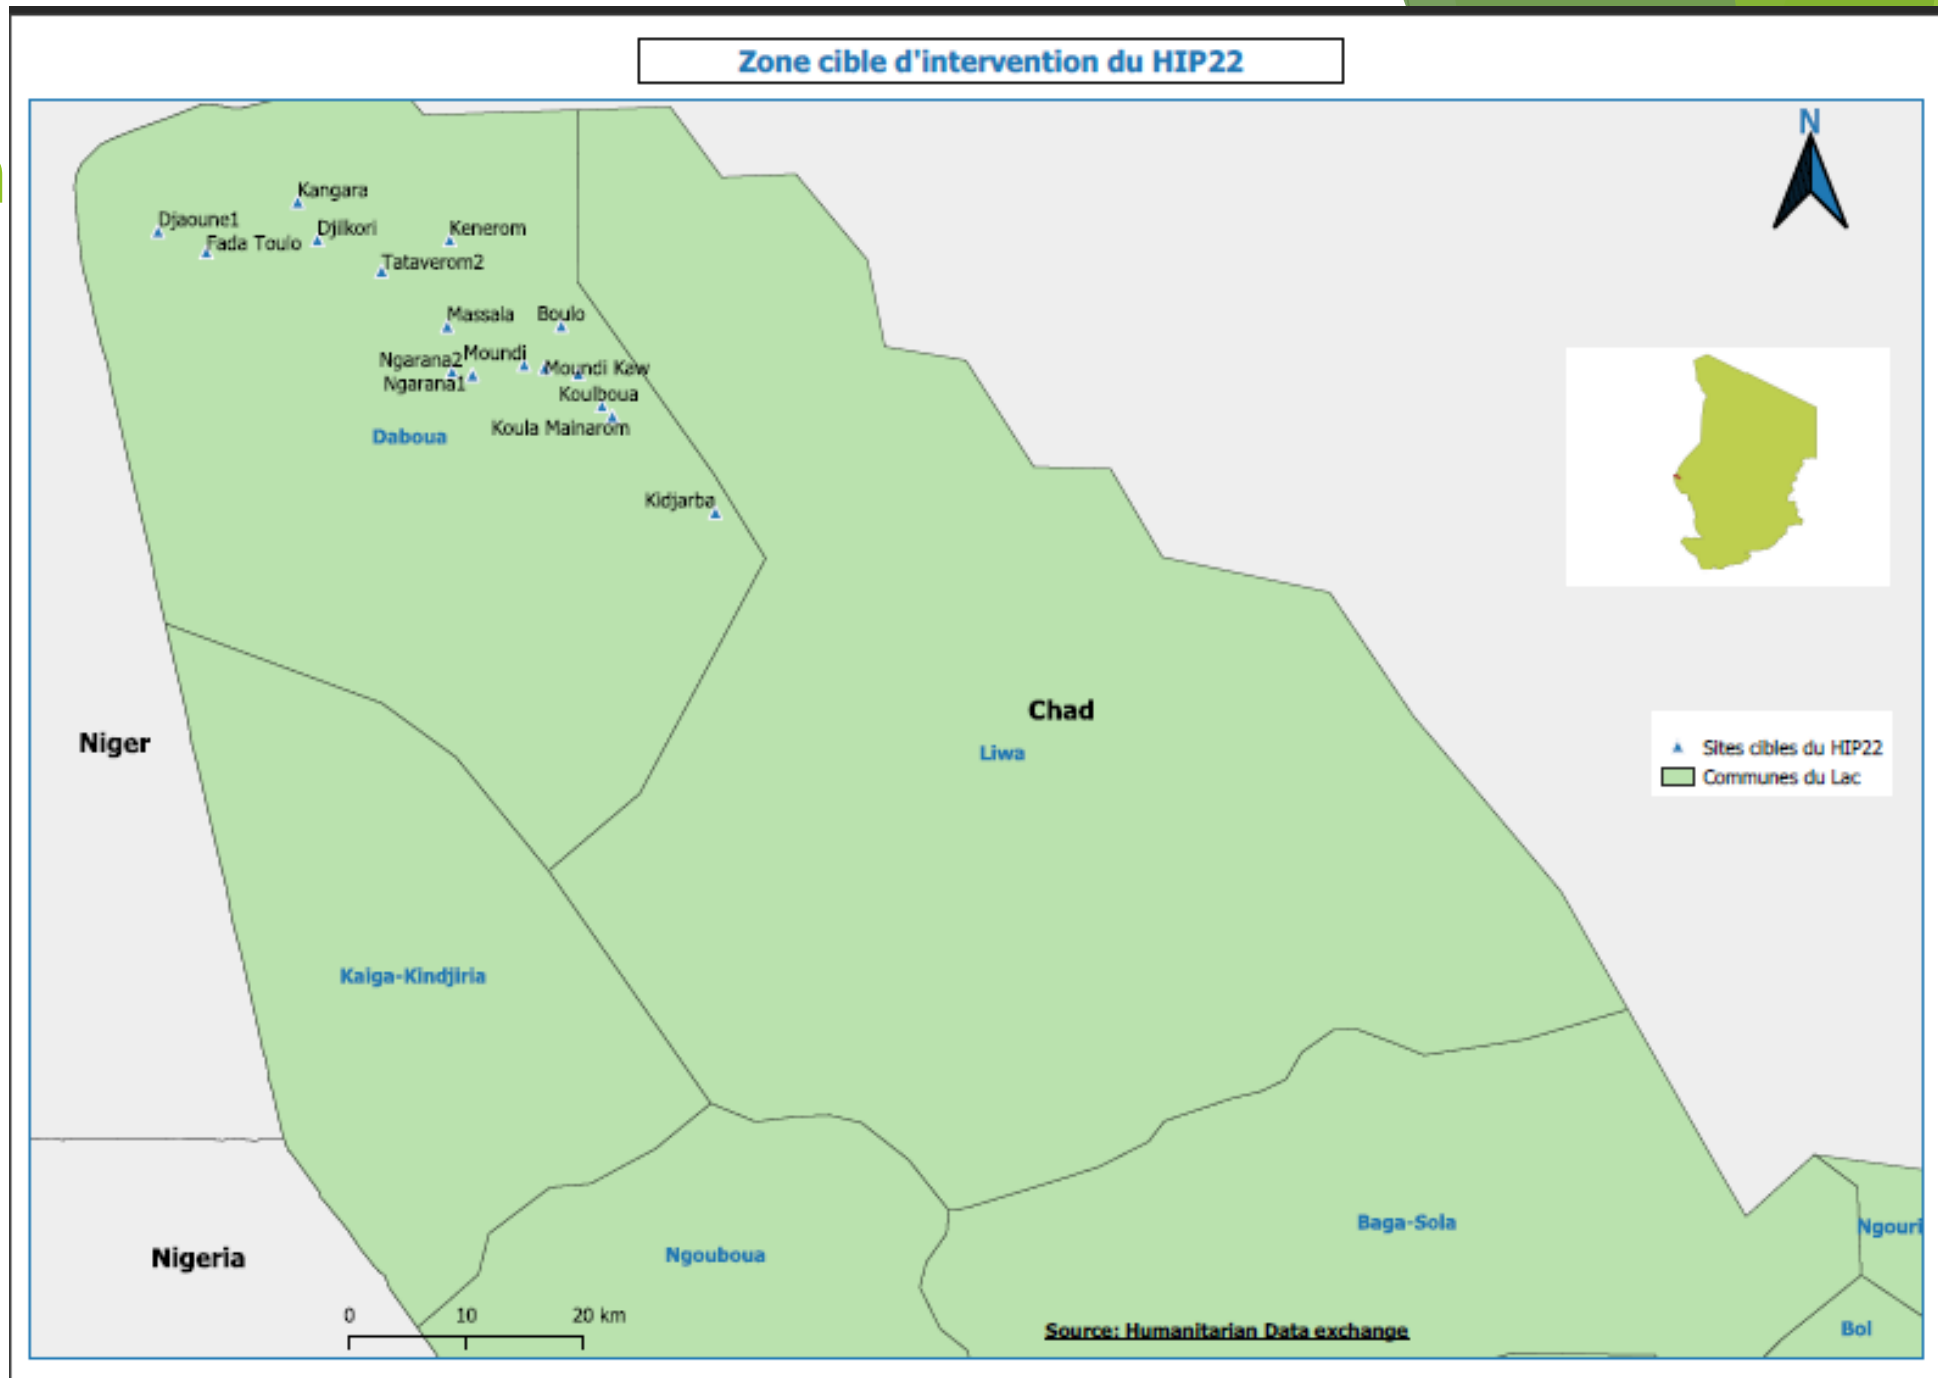 Zone cible d'intervention du HIP22
N
Kangara
Djaoune1
Fada Toulo
Djilkori
Kenerom
Tataverom2
Massala
Boulo
Ngarana2
Moundi
Moundi Kaw
Ngarana1
Koulboua
Koula Mainarom
Daboua
Kidjarba
Chad
Niger
Liwa
Sites cibles du HIP22
Communes du Lac
Kaiga-Kindjiria
Baga-Sola
Ngouri
Ngouboua
Nigeria
0 10 20 km
Source: Humanitarian Data exchange
Bol